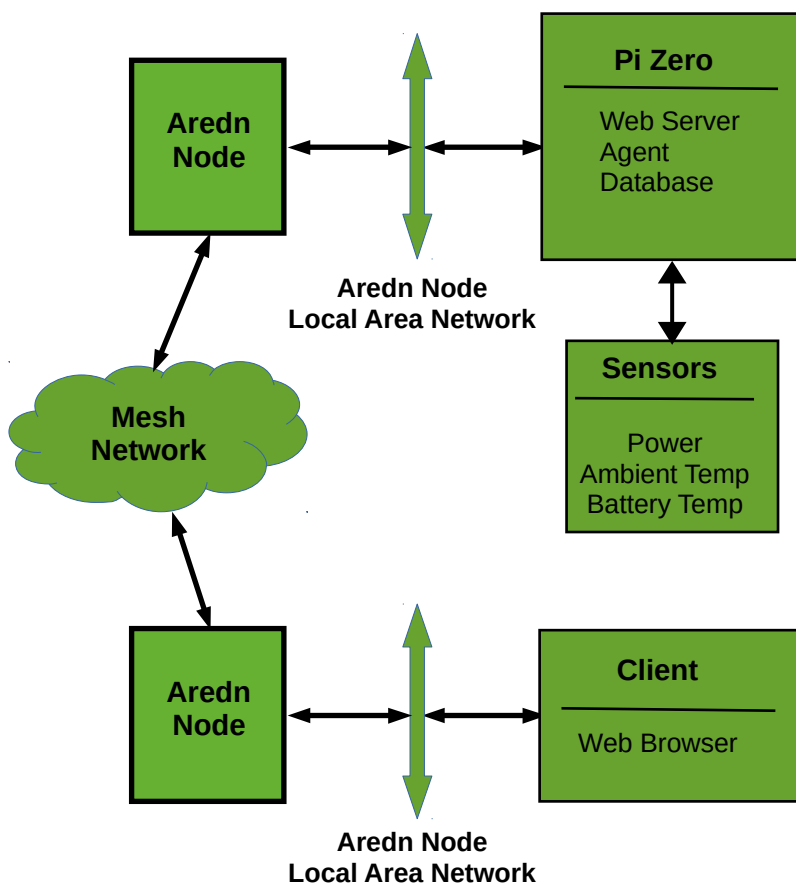 Aredn
Node
Pi Zero
Web Server
Agent
Database
Aredn Node
Local Area Network
Sensors
Power
Ambient Temp
Battery Temp
Mesh
Network
Aredn
Node
Client
Web Browser
Aredn Node
Local Area Network